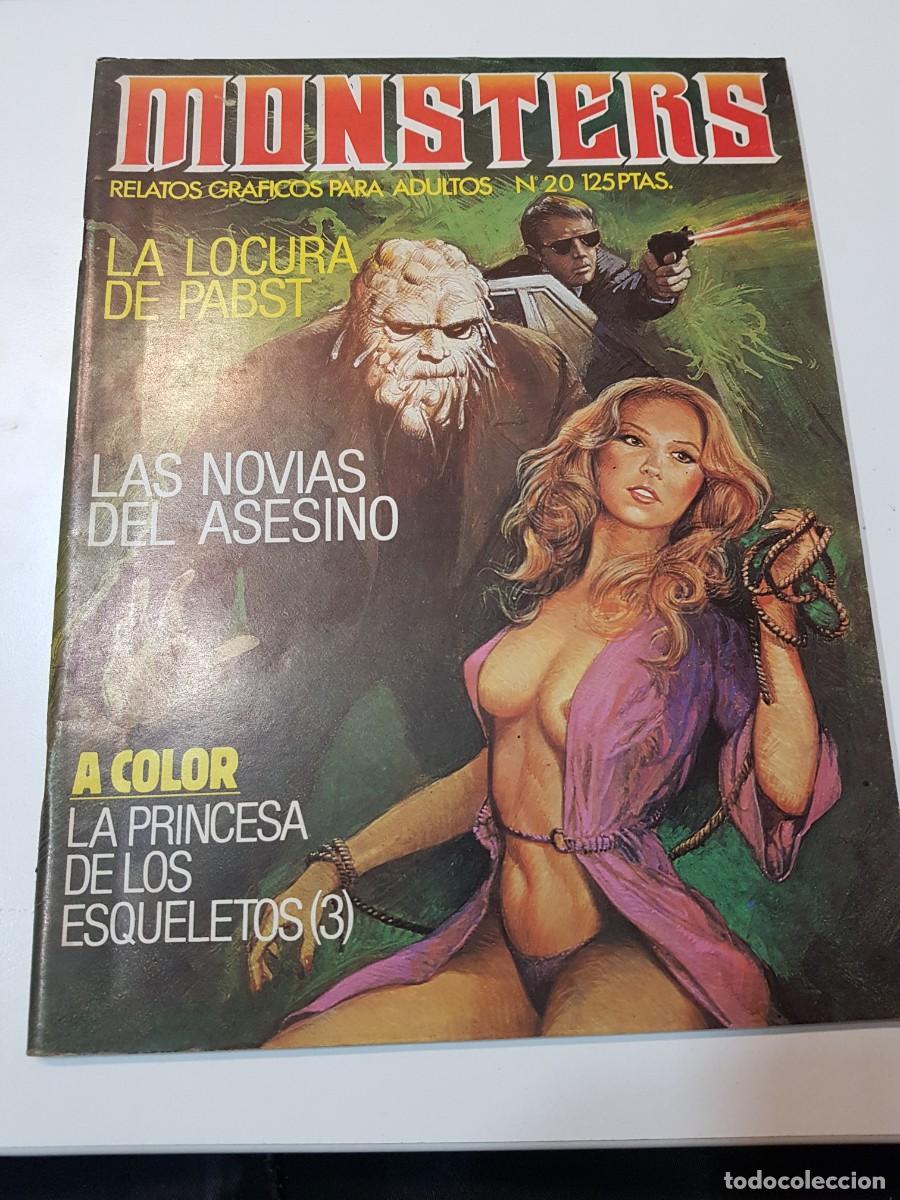 MONSTERS
RELATOS GRAFICOS PARA ADULTOS Nº 20 125 PTAS.
LA LOCURA
DE PABST
LAS NOVIAS
DEL ASESINO
A COLOR
LA PRINCESA
DE LOS
ESQUELETOS (3)
todocoleccion